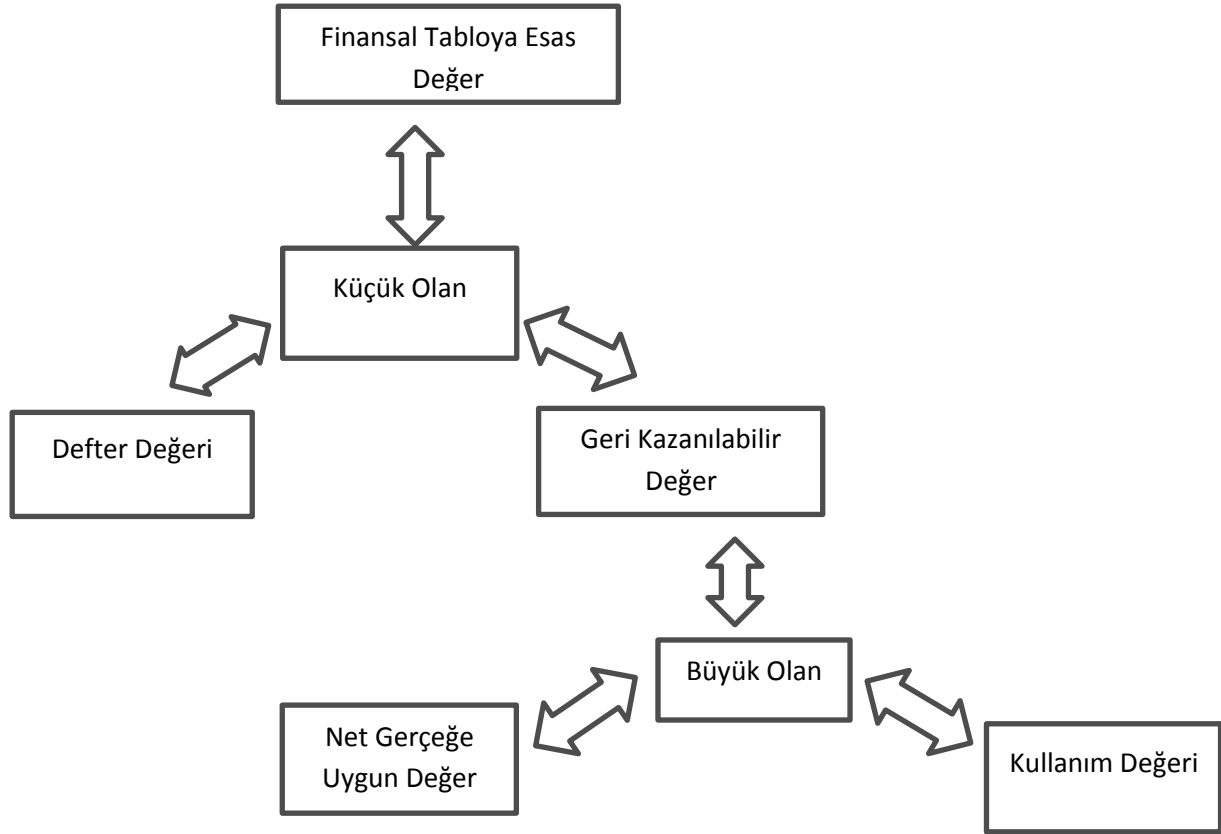 Finansal Tabloya Esas
Değer
Küçük Olan
Defter Değeri
Geri Kazanılabilir
Değer
Büyük Olan
Net Gerçeğe
Uygun Değer
Kullanım Değeri